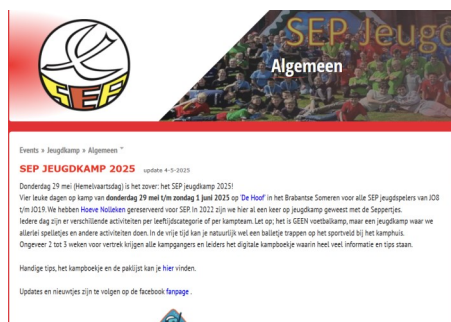 SEP Jeugd
Algemeen
SEP
Events » Jeugdkamp » Algemeen
SEP JEUGDKAMP 2025 update 4-5-2025
Donderdag 29 mei (Hemelvaartsdag) is het zover: het SEP jeugdkamp 2025!
Vier leuke dagen op kamp van donderdag 29 mei t/m zondag 1 juni 2025 op 'De Hoof' in het Brabantse Someren voor alle SEP jeugdspelers van JO8
t/m JO19. We hebben Hoeve Nolleken gereserveerd voor SEP. In 2022 zijn we hier al een keer op jeugdkamp geweest met de Seppertjes.
Iedere dag zijn er verschillende activiteiten per leeftijdscategorie of per kampteam. Let op; het is GEEN voetbalkamp, maar een jeugdkamp waar we
allerlei spelletjes en andere activiteiten doen. In de vrije tijd kan je natuurlijk wel een balletje trappen op het sportveld bij het kamphuis.
Ongeveer 2 tot 3 weken voor vertrek krijgen alle kampgangers en leiders het digitale kampboekje waarin heel veel informatie en tips staan.
Handige tips, het kampboekje en de paklijst kan je hier vinden.
Updates en nieuwtjes zijn te volgen op de facebook fanpage .